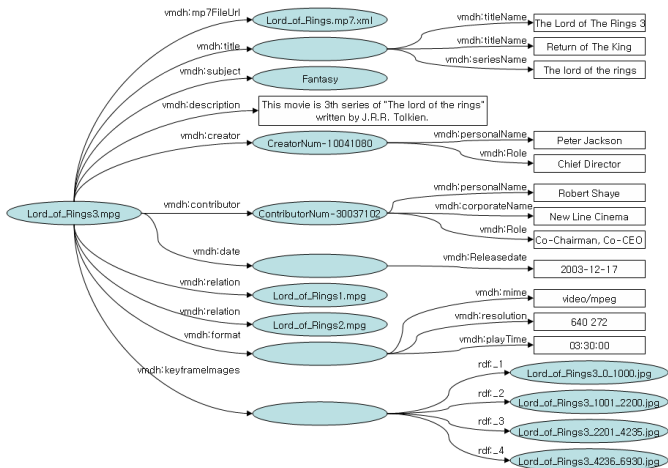 vmdh:mp7FileUrl
Lord_of_Rings.mp7.xml
vmdh:titleName
The Lord of The Rings 3
vmdh:title
vmdh:titleName
Return of The King
vmdh:seriesName
The lord of the rings
vmdh:subject
Fantasy
vmdh:description
This movie is 3th series of "The lord of the rings"
written by J.R.R. Tolkien.
vmdh:creator
CreatorNum-10041080
vmdh:personalName
Peter Jackson
vmdh:Role
Chief Director
Lord_of_Rings3.mpg
vmdh:contributor
ContributorNum-30037102
vmdh:personalName
Robert Shaye
vmdh:corporateName
New Line Cinema
vmdh:Role
Co-Chairman, Co-CEO
vmdh:date
vmdh:Releasedate
2003-12-17
vmdh:relation
Lord_of_Rings1.mpg
vmdh:relation
Lord_of_Rings2.mpg
vmdh:format
vmdh:mime
video/mpeg
vmdh:resolution
640 272
vmdh:playTime
03:30:00
vmdh:keyframeImages
rdf:_1
Lord_of_Rings3_0_1000.jpg
rdf:_2
Lord_of_Rings3_1001_2200.jpg
rdf:_3
Lord_of_Rings3_2201_4235.jpg
rdf:_4
Lord_of_Rings3_4236_6930.jpg